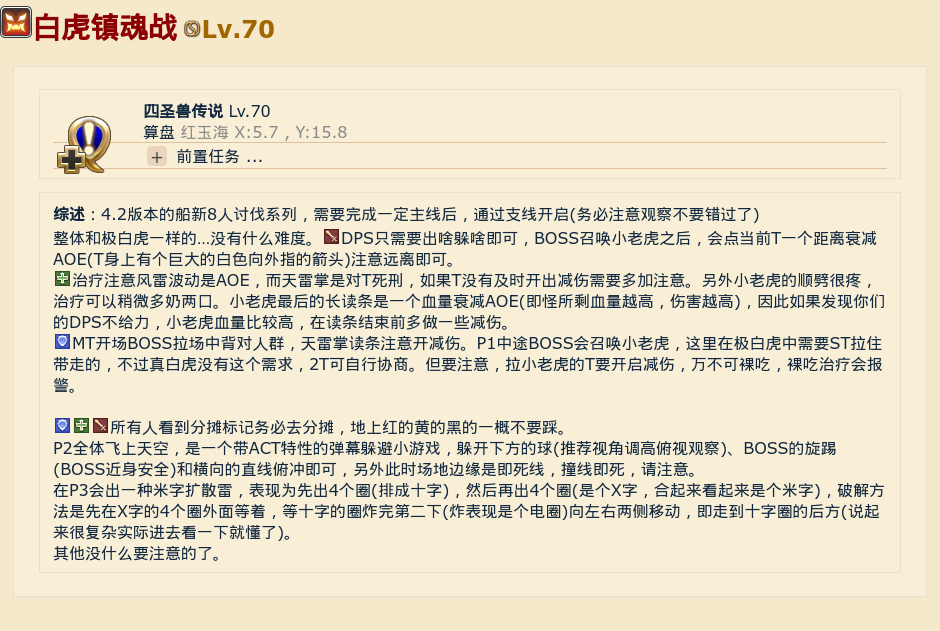 白虎镇魂战 Lv.70
四圣兽传说 Lv.70
算盘 红玉海 X:5.7 , Y:15.8
+ 前置任务 ...
综述：4.2版本的船新8人讨伐系列，需要完成一定主线后，通过支线开启(务必注意观察不要错过了)
整体和极白虎一样的...没有什么难度。DPS只需要出啥躲啥即可，BOSS召唤小老虎之后，会点当前T一个距离衰减
AOE(T身上有个巨大的白色向外指的箭头)注意远离即可。
治疗注意风雷波动是AOE，而天雷掌是对T死刑，如果T没有及时开出减伤需要多加注意。另外小老虎的顺劈很疼，
治疗可以稍微多奶两口。小老虎最后的长读条是一个血量衰减AOE(即怪所剩血量越高，伤害越高)，因此如果发现你们
的DPS不给力，小老虎血量比较高，在读条结束前多做一些减伤。
MT开场BOSS拉场中背对人群，天雷掌读条注意开减伤。P1中途BOSS会召唤小老虎，这里在极白虎中需要ST拉住
带走的，不过真白虎没有这个需求，2T可自行协商。但要注意，拉小老虎的T要开启减伤，万不可裸吃，裸吃治疗会报
警。
所有人看到分摊标记务必去分摊，地上红的黄的黑的一概不要踩。
P2全体飞上天空，是一个带ACT特性的弹幕躲避小游戏，躲开下方的球(推荐视角调高俯视观察)、BOSS的旋踢
(BOSS近身安全)和横向的直线俯冲即可，另外此时场地边缘是即死线，撞线即死，请注意。
在P3会出一种米字扩散雷，表现为先出4个圈(排成十字)，然后再出4个圈(是个X字，合起来看起来是个米字)，破解方
法是先在X字的4个圈外面等着，等十字的圈炸完第二下(炸表现是个电圈)向左右两侧移动，即走到十字圈的后方(说起
来很复杂实际进去看一下就懂了)。
其他没什么要注意的了。